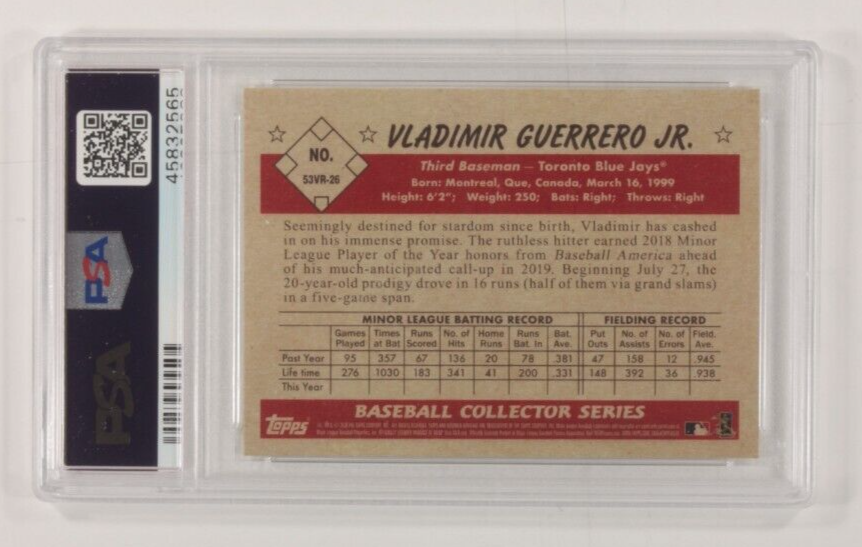 45832565
PSA
PSA
VLADIMIR GUERRERO JR.
NO.
53VR-26
Third Baseman — Toronto Blue Jays®
Born: Montreal, Que, Canada, March 16, 1999
Height: 6'2"; Weight: 250; Bats: Right; Throws: Right
Seemingly destined for stardom since birth, Vladimir has cashed
in on his immense promise. The ruthless hitter earned 2018 Minor
League Player of the Year honors from Baseball America ahead
of his much-anticipated call-up in 2019. Beginning July 27, the
20-year-old prodigy drove in 16 runs (half of them via grand slams)
in a five-game span.
MINOR LEAGUE BATTING RECORD FIELDING RECORD
Games Times Runs No. of Home Runs Bat. Put No. of No. of Field.
Played at Bat Scored Hits Runs Bat. In Ave. Outs Assists Errors Ave.
Past Year 95 357 67 136 20 78 .381 47 158 12 .945
Life time 276 1030 183 341 41 200 .331 148 392 36 .938
This Year
BASEBALL COLLECTOR SERIES
Topps